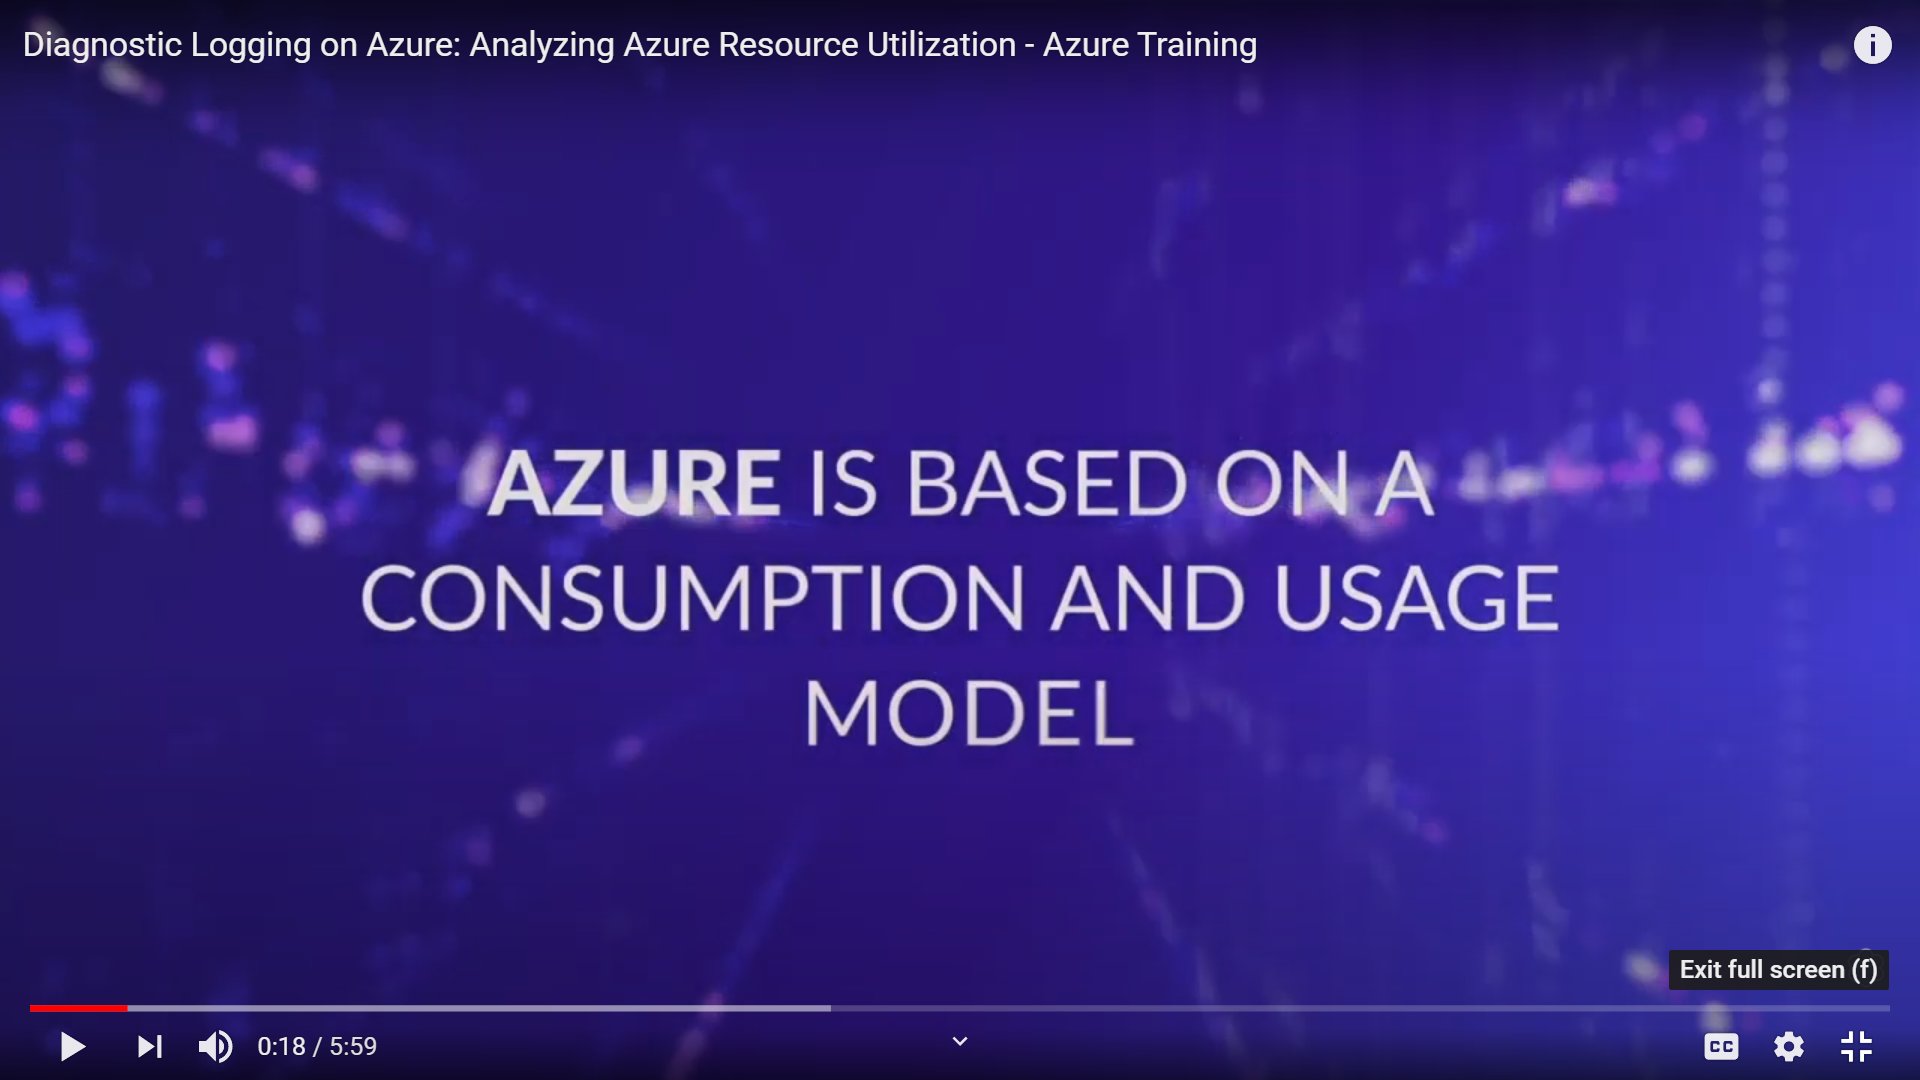 Diagnostic Logging on Azure: Analyzing Azure Resource Utilization - Azure Training
AZURE IS BASED ON A
CONSUMPTION AND USAGE
MODEL
Exit full screen (f)
0:18 / 5:59
CC